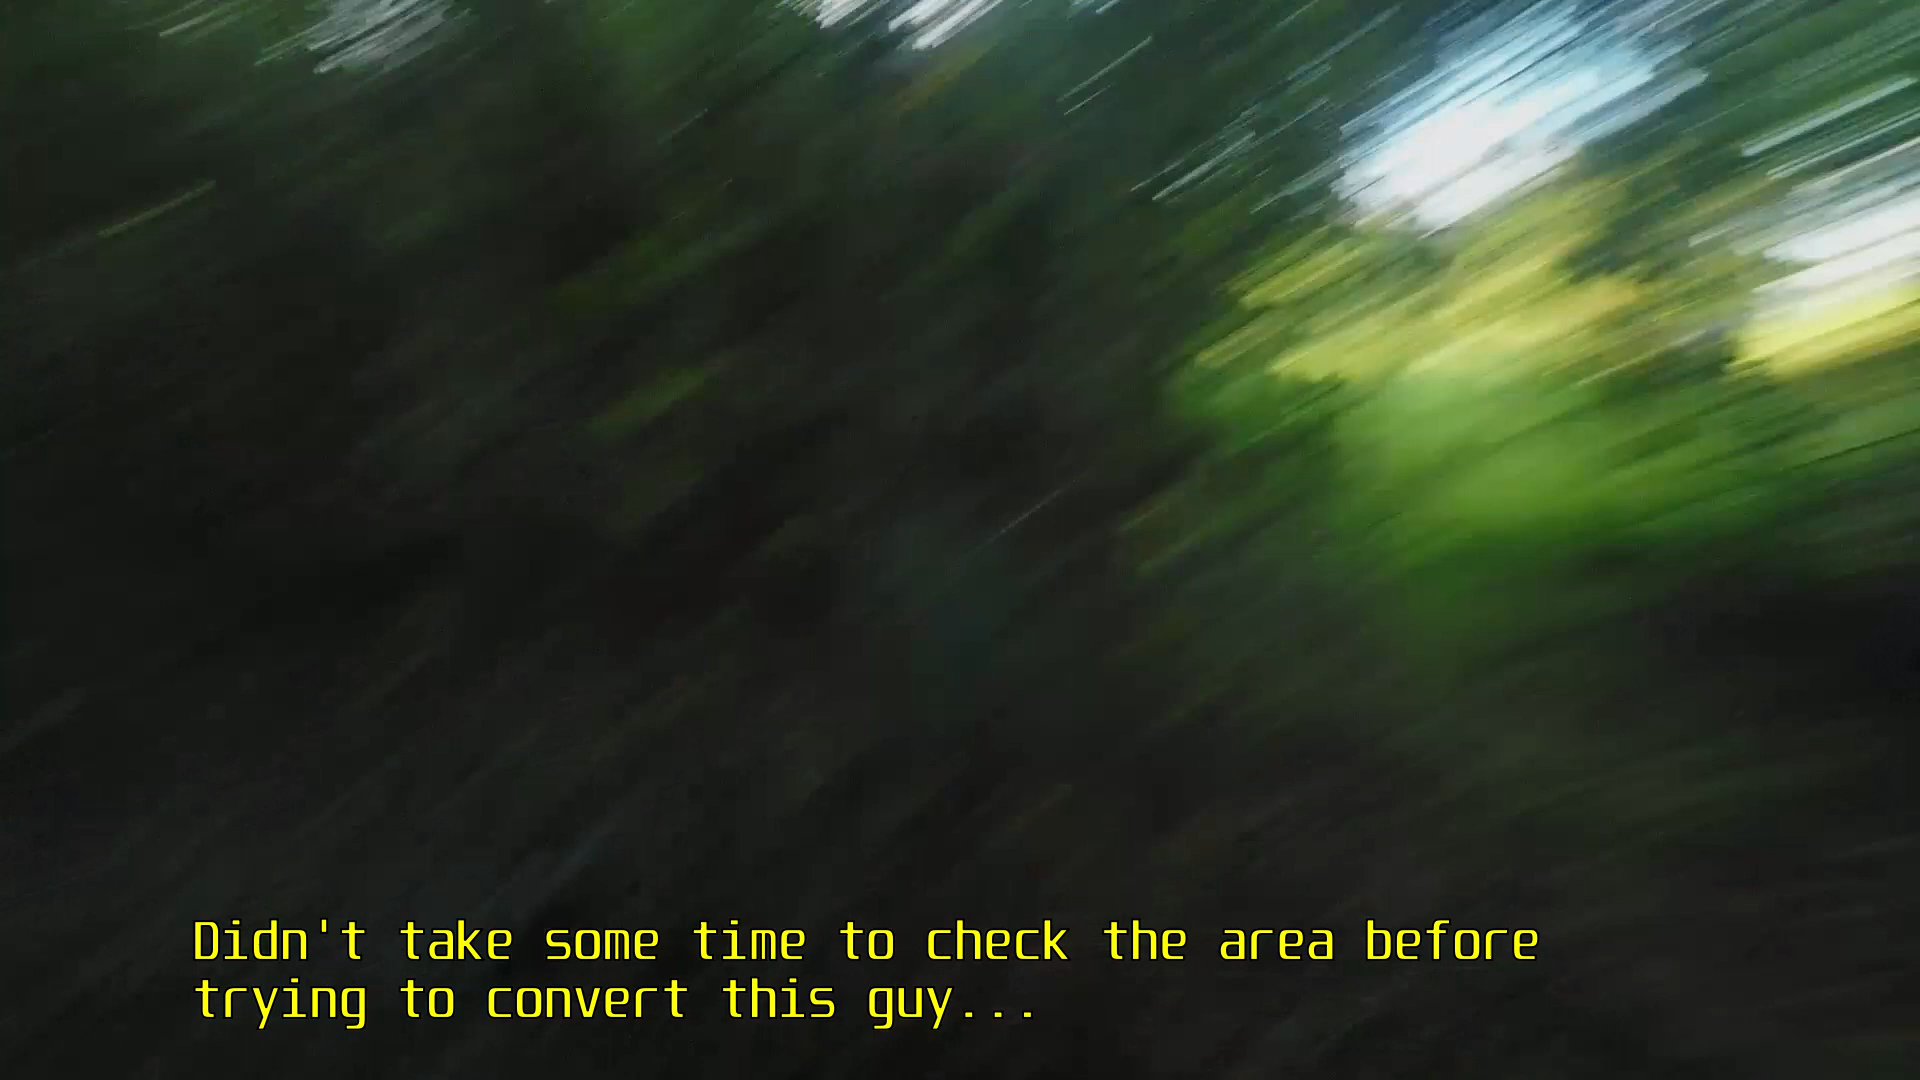 Didn't take some time to check the area before
trying to convert this guy...